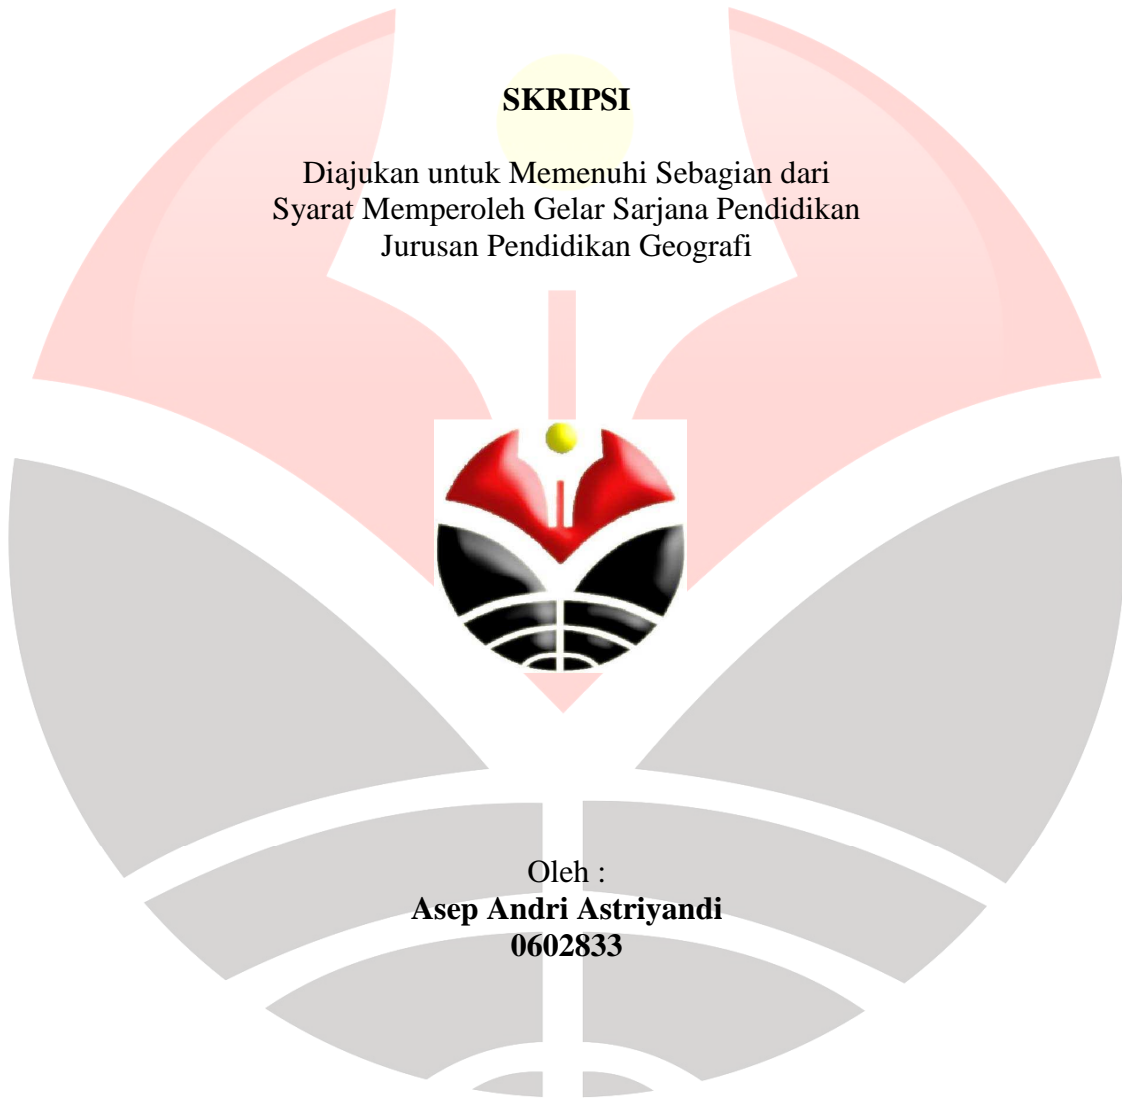 SKRIPSI
Diajukan untuk Memenuhi Sebagian dari
Syarat Memperoleh Gelar Sarjana Pendidikan
Jurusan Pendidikan Geografi
Oleh :
Asep Andri Astriyandi
0602833